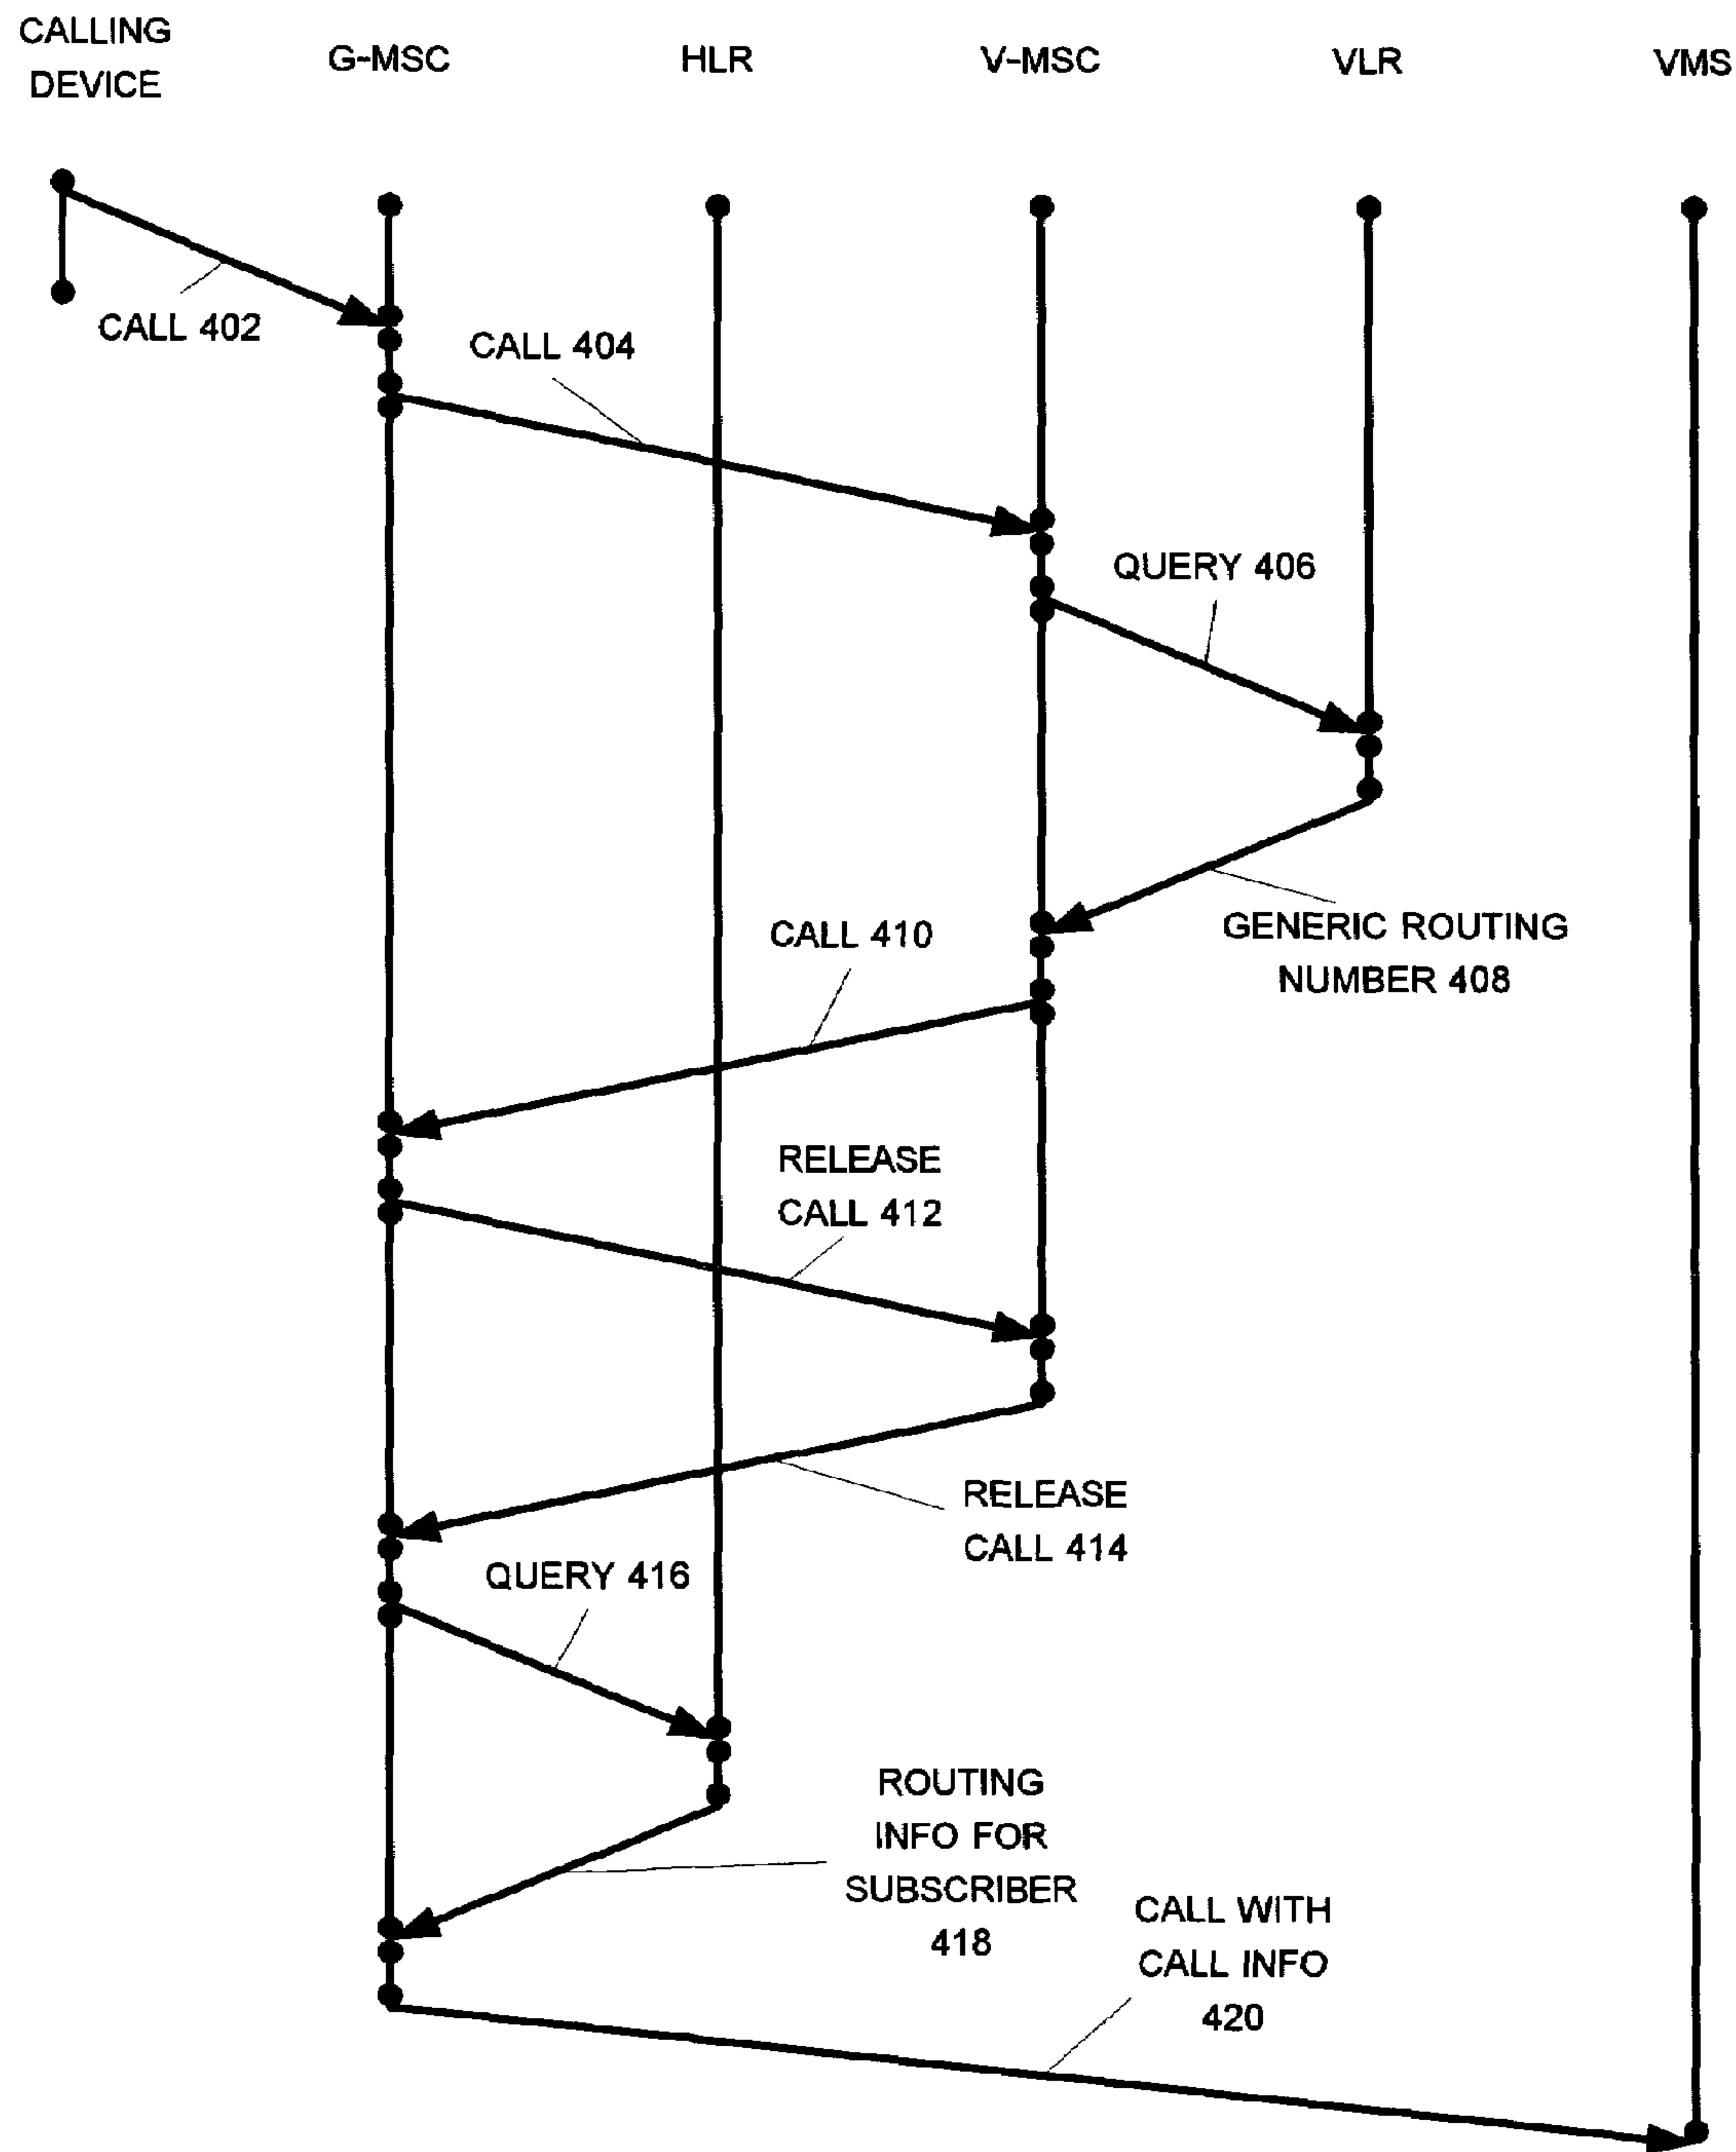 CALLING
DEVICE
G-MSC
HLR
V-MSC
VLR
VMS
CALL 402
CALL 404
QUERY 406
GENERIC ROUTING
NUMBER 408
CALL 410
RELEASE
CALL 412
RELEASE
CALL 414
QUERY 416
ROUTING
INFO FOR
SUBSCRIBER
418
CALL WITH
CALL INFO
420